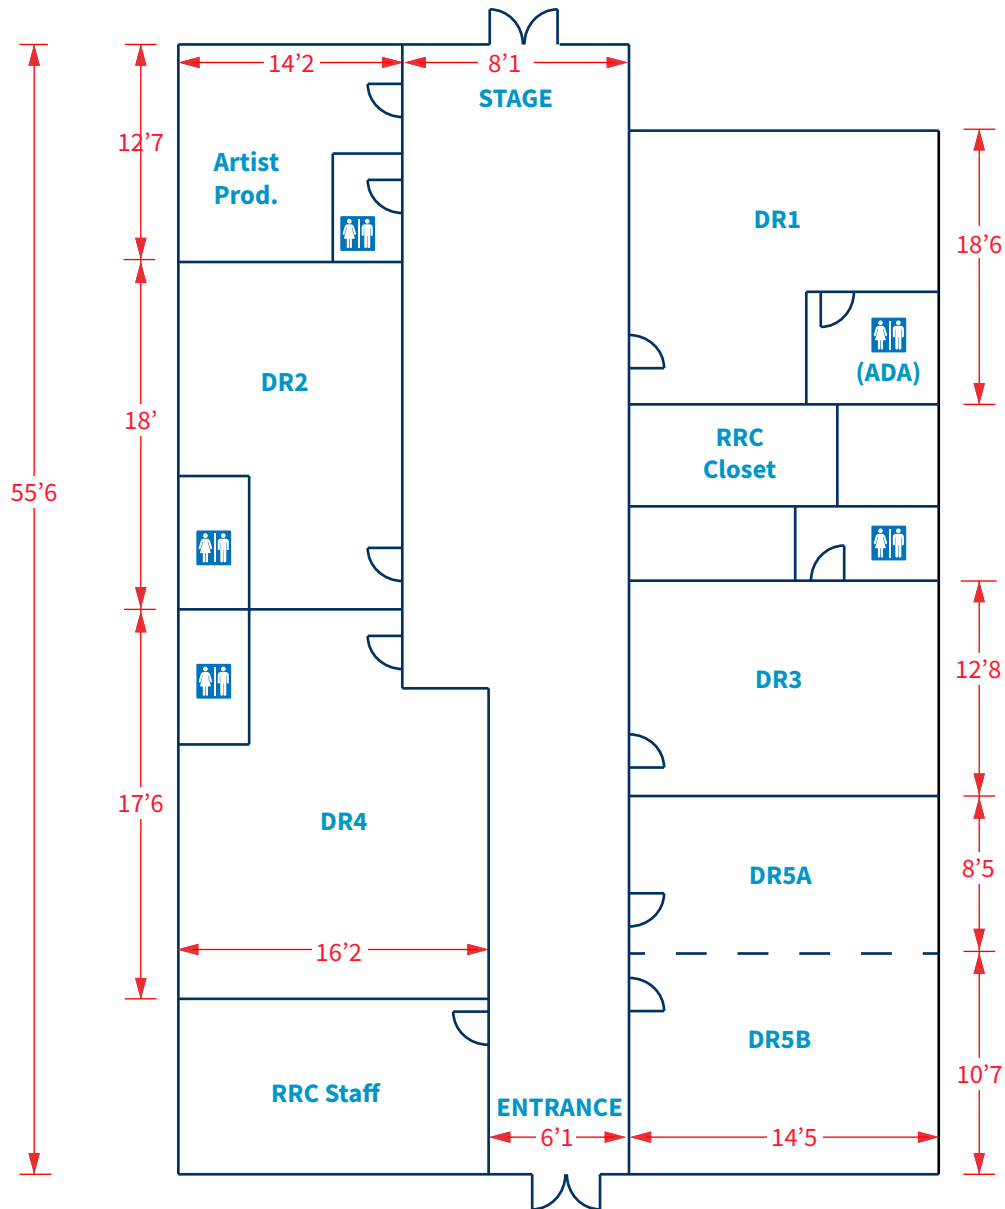 14’2
8’1
STAGE
12’7
Artist
Prod.
DR1
18’6
(ADA)
DR2
18’
RRC
Closet
55’6
DR3
12’8
17’6
DR4
DR5A
8’5
16’2
DR5B
10’7
RRC Staff
ENTRANCE
6’1
14’5